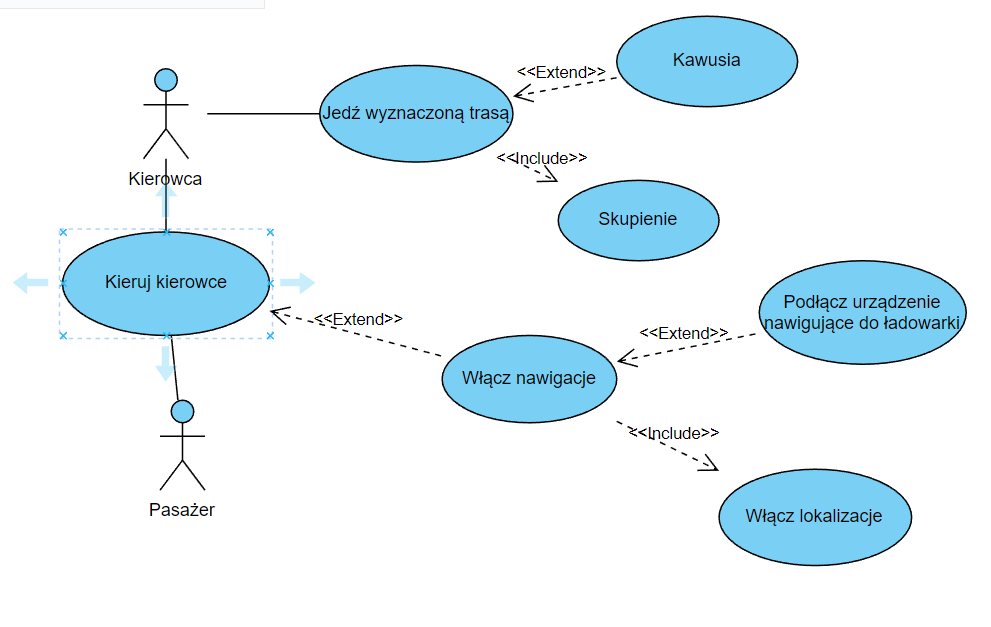 Kawusia
<<Extend>>
Jedź wyznaczoną trasą
<<Include>>
Kierowca
Skupienie
Kieruj kierowce
<<Extend>>
Podłącz urządzenie
nawigujące do ładowarki
<<Extend>>
Włącz nawigacje
<<Include>>
Pasażer
Włącz lokalizacje